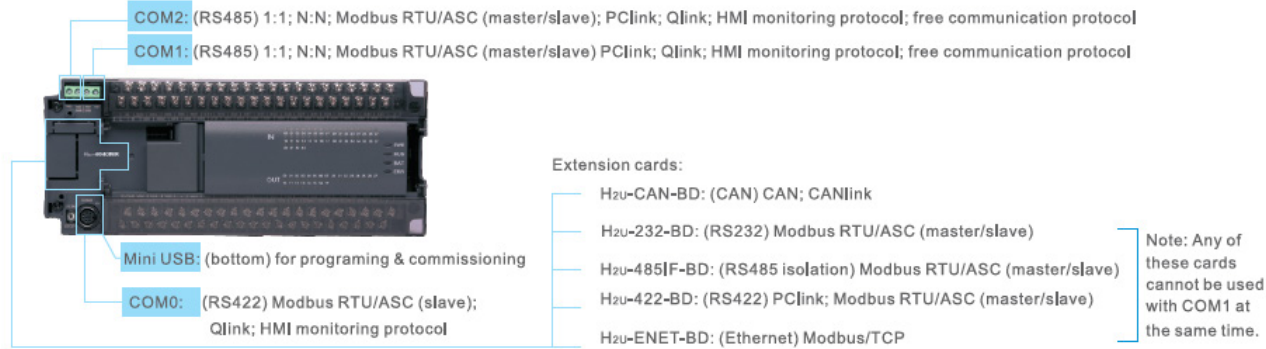 COM2: (RS485) 1:1; N:N; Modbus RTU/ASC (master/slave); PClink; Qlink; HMI monitoring protocol; free communication protocol
COM1: (RS485) 1:1; N:N; Modbus RTU/ASC (master/slave) PClink; Qlink; HMI monitoring protocol; free communication protocol
IN
OUT
Mini USB: (bottom) for programing & commissioning
COM0: (RS422) Modbus RTU/ASC (slave);
Qlink; HMI monitoring protocol
Extension cards:
H2U-CAN-BD: (CAN) CAN; CANlink
H2U-232-BD: (RS232) Modbus RTU/ASC (master/slave)
H2U-485IF-BD: (RS485 isolation) Modbus RTU/ASC (master/slave)
H2U-422-BD: (RS422) PClink; Modbus RTU/ASC (master/slave)
H2U-ENET-BD: (Ethernet) Modbus/TCP
Note: Any of
these cards
cannot be used
with COM1 at
the same time.